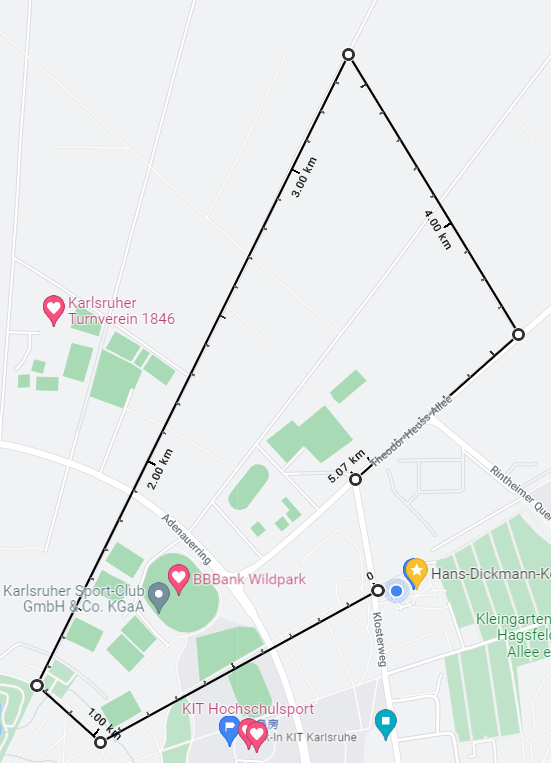 3.00 km
4.00 km
Karlsruher
Turnverein 1846
2.00 km
Theodor-Heuss-Allee
5.07 km
Rintheimer Quer
Adenauerring
BBBank Wildpark
Karlsruher Sport-Club
GmbH & Co. KGaA
0
Hans-Dickmann-Ko
Klosterweg
Kleingarten
Hagsfeld
Allee e
1.00 km
KIT Hochschulsport
k-In KIT Karlsruhe